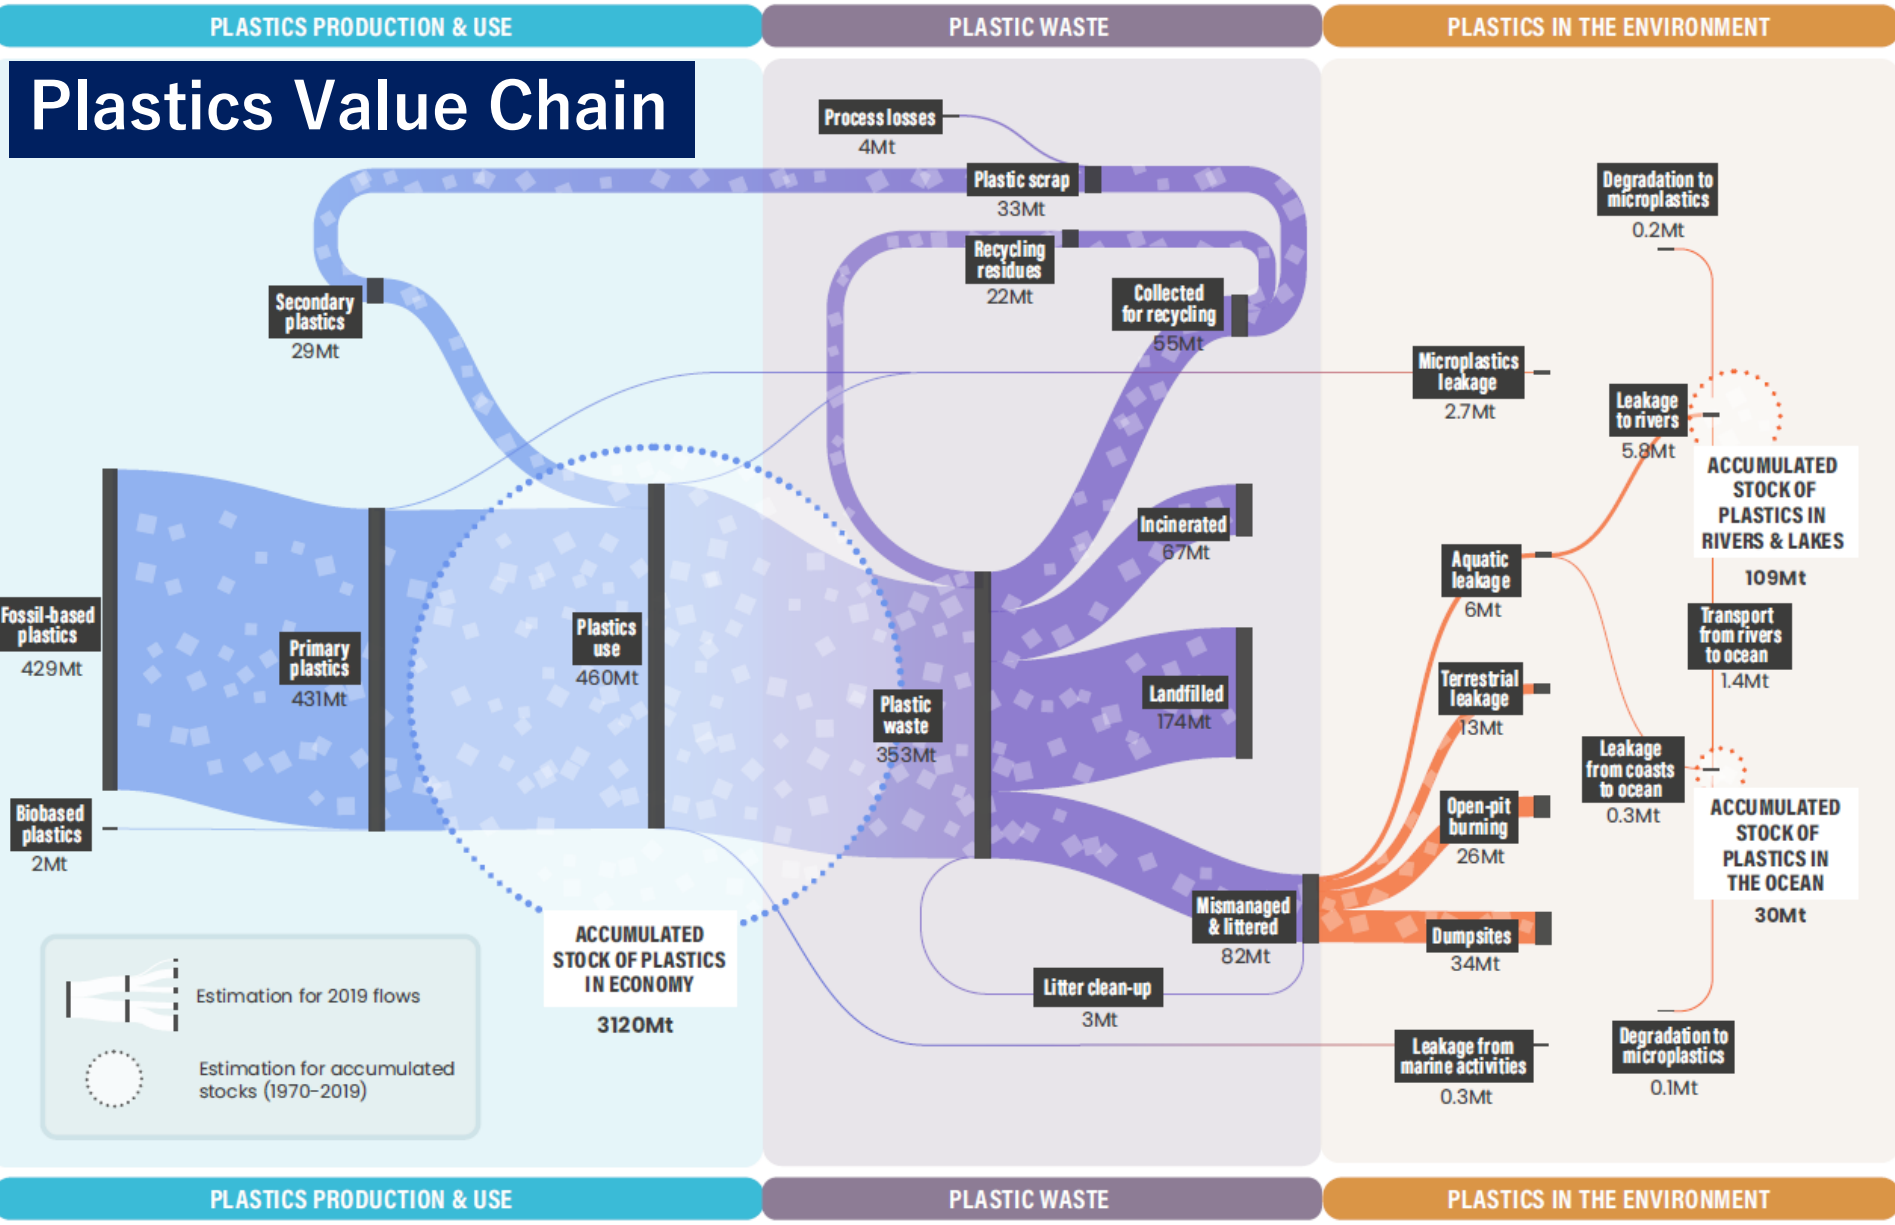 PLASTICS PRODUCTION & USE
PLASTIC WASTE
PLASTICS IN THE ENVIRONMENT
Plastics Value Chain
Process losses
4Mt
Plastic scrap
33Mt
Recycling
residues
22Mt
Collected
for recycling
55Mt
Secondary
plastics
29Mt
Fossil-based
plastics
429Mt
Biobased
plastics
2Mt
Primary
plastics
431Mt
Plastics
use
460Mt
ACCUMULATED
STOCK OF PLASTICS
IN ECONOMY
3120Mt
Plastic
waste
353Mt
Incinerated
67Mt
Landfilled
174Mt
Mismanaged
& littered
82Mt
Litter clean-up
3Mt
Degradation to
microplastics
0.2Mt
Microplastics
leakage
2.7Mt
Leakage
to rivers
5.8Mt
ACCUMULATED
STOCK OF
PLASTICS IN
RIVERS & LAKES
109Mt
Aquatic
leakage
6Mt
Transport
from rivers
to ocean
1.4Mt
Terrestrial
leakage
13Mt
Leakage
from coasts
to ocean
0.3Mt
Open-pit
burning
26Mt
ACCUMULATED
STOCK OF
PLASTICS IN
THE OCEAN
30Mt
Dumpsites
34Mt
Leakage from
marine activities
0.3Mt
Degradation to
microplastics
0.1Mt
Estimation for 2019 flows
Estimation for accumulated
stocks (1970-2019)
PLASTICS PRODUCTION & USE
PLASTIC WASTE
PLASTICS IN THE ENVIRONMENT